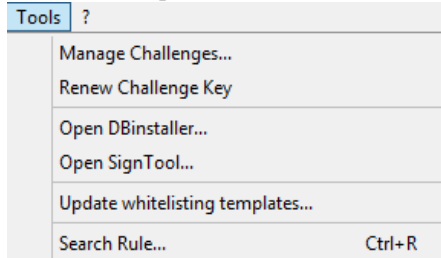 Tools ?
Manage Challenges...
Renew Challenge Key
Open DBinstaller...
Open SignTool...
Update whitelisting templates...
Search Rule... Ctrl+R